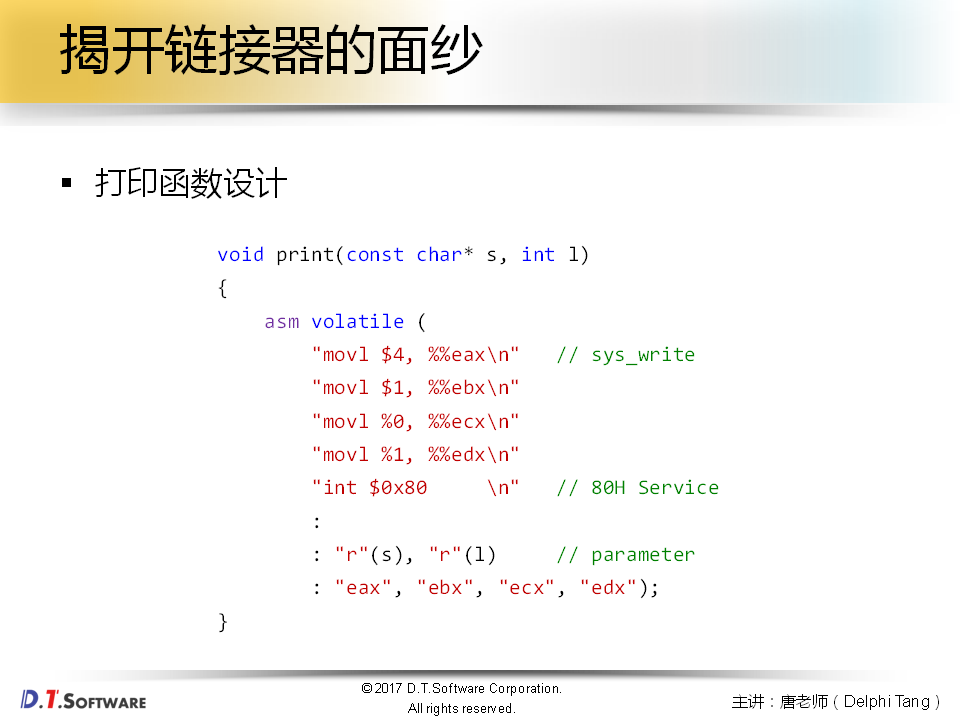 揭开链接器的面纱
▪ 打印函数设计
void print(const char* s, int l)
{
    asm volatile (
        "movl $4, %%eax\n"   // sys_write
        "movl $1, %%ebx\n"
        "movl %0, %%ecx\n"
        "movl %1, %%edx\n"
        "int $0x80     \n"   // 80H Service
        :
        : "r"(s), "r"(l)     // parameter
        : "eax", "ebx", "ecx", "edx");
}
D.T.SOFTWARE
©2017 D.T.Software Corporation.
All rights reserved.
主讲：唐老师（Delphi Tang）